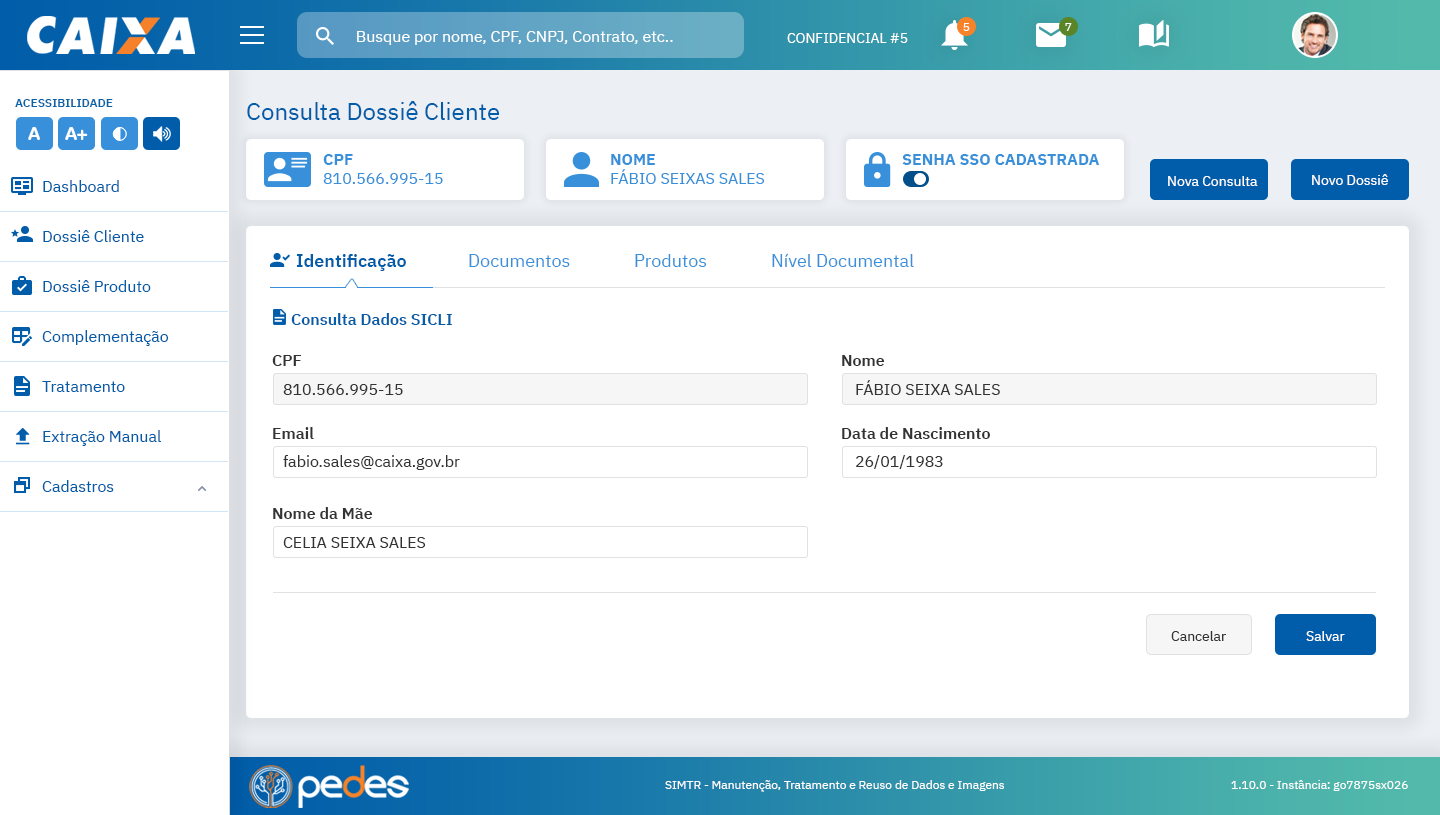 CAIXA
Busque por nome, CPF, CNPJ, Contrato, etc..
CONFIDENCIAL #5
5
7
ACESSIBILIDADE
A
A+
Dashboard
Dossiê Cliente
Dossiê Produto
Complementação
Tratamento
Extração Manual
Cadastros
Consulta Dossiê Cliente
CPF
810.566.995-15
NOME
FÁBIO SEIXAS SALES
SENHA SSO CADASTRADA
Nova Consulta
Novo Dossiê
Identificação
Documentos
Produtos
Nível Documental
Consulta Dados SICLI
CPF
810.566.995-15
Nome
FÁBIO SEIXA SALES
Email
fabio.sales@caixa.gov.br
Data de Nascimento
26/01/1983
Nome da Mãe
CELIA SEIXA SALES
Cancelar
Salvar
pedes
SIMTR - Manutenção, Tratamento e Reuso de Dados e Imagens
1.10.0 - Instância: go7875sx026